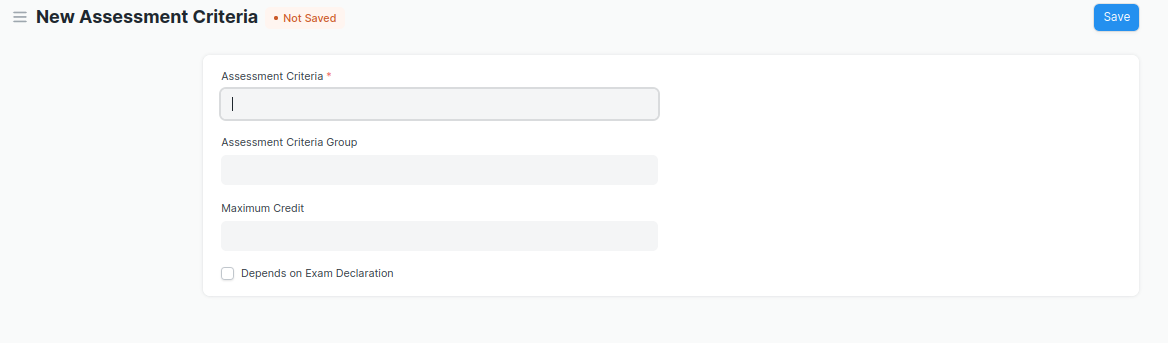 New Assessment Criteria • Not Saved Save
Assessment Criteria *
Assessment Criteria Group
Maximum Credit
Depends on Exam Declaration